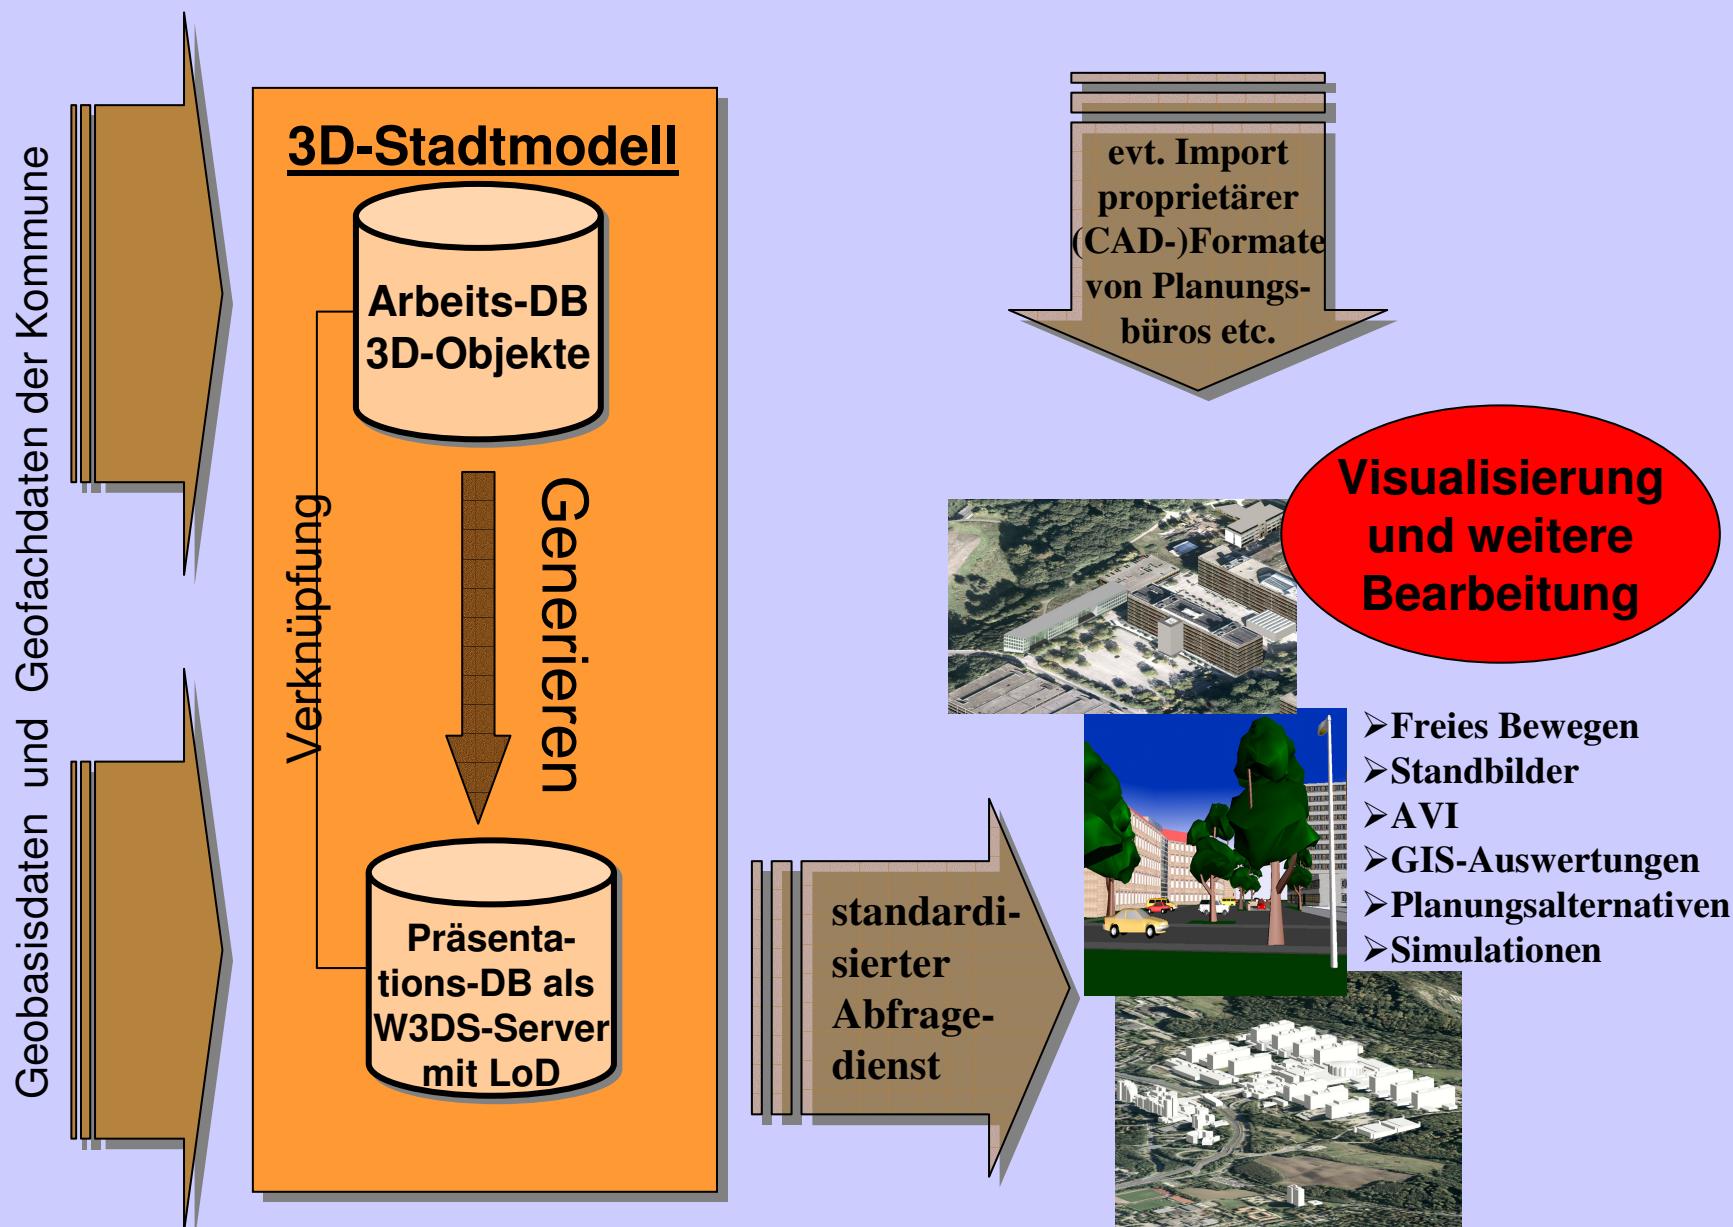 Geobasisdaten und Geofachdaten der Kommune
3D-Stadtmodell
Arbeits-DB
3D-Objekte
Verknüpfung
Generieren
Präsenta-
tions-DB als
W3DS-Server
mit LoD
standardi-
sierter
Abfrage-
dienst
evt. Import
proprietärer
(CAD-)Formate
von Planungs-
büros etc.
Visualisierung
und weitere
Bearbeitung
➢Freies Bewegen
➢Standbilder
➢AVI
➢GIS-Auswertungen
➢Planungsalternativen
➢Simulationen